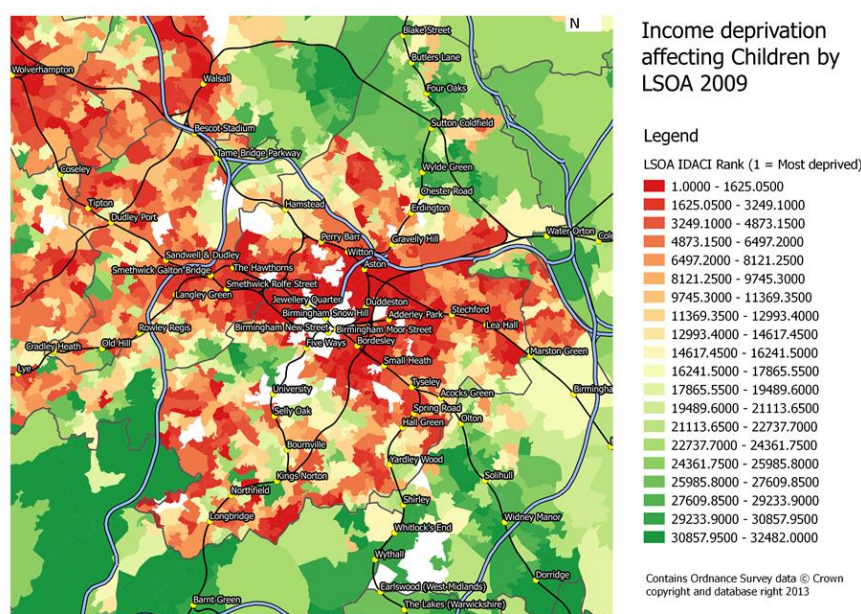 N
Income deprivation
affecting Children by
LSOA 2009
Legend
LSOA IDACI Rank (1 = Most deprived)
1.0000 - 1625.0500
1625.0500 - 3249.1000
3249.1000 - 4873.1500
4873.1500 - 6497.2000
6497.2000 - 8121.2500
8121.2500 - 9745.3000
9745.3000 - 11369.3500
11369.3500 - 12993.4000
12993.4000 - 14617.4500
14617.4500 - 16241.5000
16241.5000 - 17865.5500
17865.5500 - 19489.6000
19489.6000 - 21113.6500
21113.6500 - 22737.7000
22737.7000 - 24361.7500
24361.7500 - 25985.8000
25985.8000 - 27609.8500
27609.8500 - 29233.9000
29233.9000 - 30857.9500
30857.9500 - 32482.0000
Contains Ordnance Survey data © Crown
copyright and database right 2013
Blake Street
Butlers Lane
Wolverhampton
Walsall
Four Oaks
Bescot Stadium
Sutton Coldfield
Tame Bridge Parkway
Coseley
Wylde Green
Chester Road
Tipton
Hamstead
Erdington
Dudley Port
Perry Barr
Gravelly Hill
Water Orton
Cole
Witton
Sandwell & Dudley
Aston
Smethwick Galton Bridge
The Hawthorns
Smethwick Rolfe Street
Langley Green
Jewellery Quarter
Duddeston
Stechford
Birmingham Snow Hill
Adderley Park
Lea Hall
Rowley Regis
Birmingham New Street
Birmingham Moor Street
Old Hill
Cradley Heath
Five Ways
Bordesley
Marston Green
Lye
Small Heath
Tyseley
University
Acocks Green
Birmingham
Selly Oak
Spring Road
Hall Green
Olton
Bournville
Yardley Wood
Kings Norton
Solihull
Northfield
Shirley
Longbridge
Widney Manor
Whitlock's End
Wythall
Dorridge
Earlswood (West Midlands)
Barnt Green
The Lakes (Warwickshire)